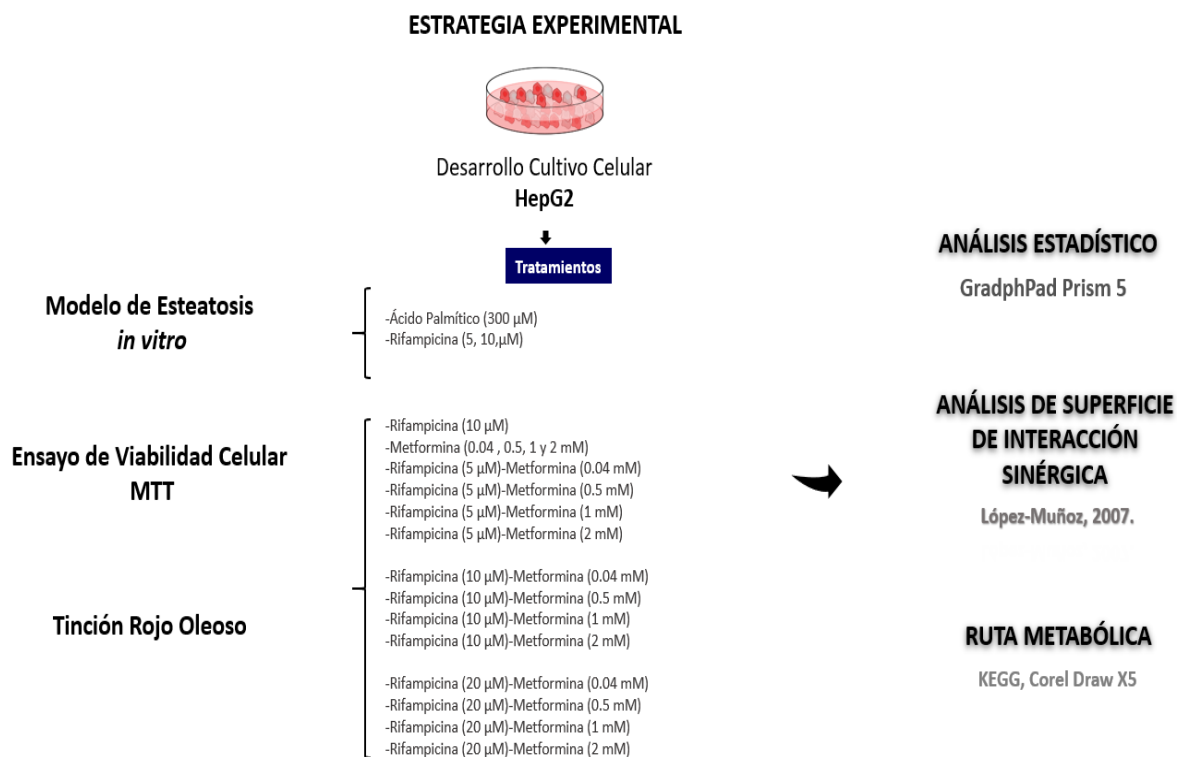 ESTRATEGIA EXPERIMENTAL
Desarrollo Cultivo Celular
HepG2
Tratamientos
Modelo de Esteatosis
in vitro
-Ácido Palmítico (300 μM)
-Rifampicina (5, 10,μM)
Ensayo de Viabilidad Celular
MTT
Tinción Rojo Oleoso
-Rifampicina (10 μM)
-Metformina (0.04 , 0.5, 1 y 2 mM)
-Rifampicina (5 μM)-Metformina (0.04 mM)
-Rifampicina (5 μM)-Metformina (0.5 mM)
-Rifampicina (5 μM)-Metformina (1 mM)
-Rifampicina (5 μM)-Metformina (2 mM)
-Rifampicina (10 μM)-Metformina (0.04 mM)
-Rifampicina (10 μM)-Metformina (0.5 mM)
-Rifampicina (10 μM)-Metformina (1 mM)
-Rifampicina (10 μM)-Metformina (2 mM)
-Rifampicina (20 μM)-Metformina (0.04 mM)
-Rifampicina (20 μM)-Metformina (0.5 mM)
-Rifampicina (20 μM)-Metformina (1 mM)
-Rifampicina (20 μM)-Metformina (2 mM)
ANÁLISIS ESTADÍSTICO
GradphPad Prism 5
ANÁLISIS DE SUPERFICIE
DE INTERACCIÓN
SINÉRGICA
López-Muñoz, 2007.
RUTA METABÓLICA
KEGG, Corel Draw X5